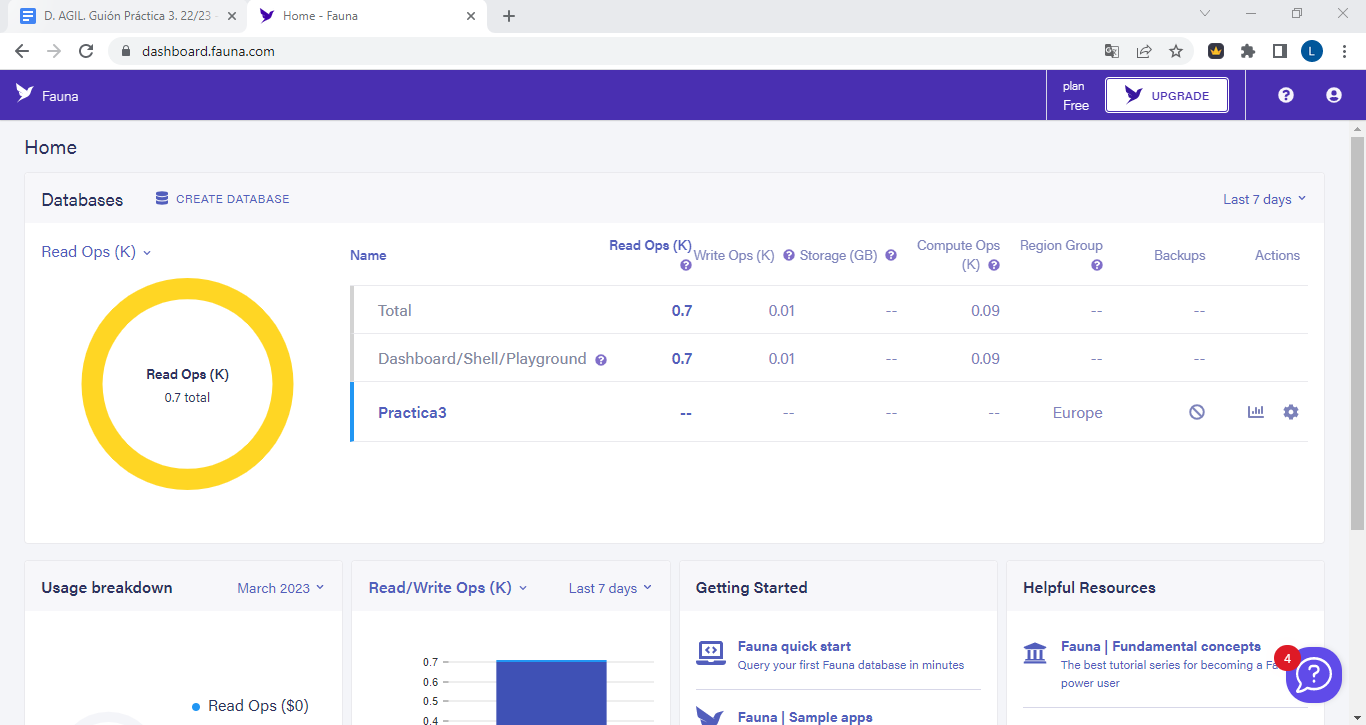 D. AGIL. Guión Práctica 3. 22/23 -
Home - Fauna
dashboard.fauna.com
L
Fauna
plan
Free
UPGRADE
Home
Databases
CREATE DATABASE
Last 7 days
Read Ops (K)
Name
Read Ops (K)
Write Ops (K)
Storage (GB)
Compute Ops
(K)
Region Group
Backups
Actions
Total 0.7 0.01 -- 0.09 -- --
Dashboard/Shell/Playground 0.7 0.01 -- 0.09 -- --
Practica3 -- -- -- -- Europe
Read Ops (K)
0.7 total
Usage breakdown
March 2023
Read Ops ($0)
Read/Write Ops (K)
Last 7 days
0.7
0.6
0.5
0.4
Getting Started
Fauna quick start
Query your first Fauna database in minutes
Fauna | Sample apps
Helpful Resources
Fauna | Fundamental concepts
The best tutorial series for becoming a Fa
power user
4